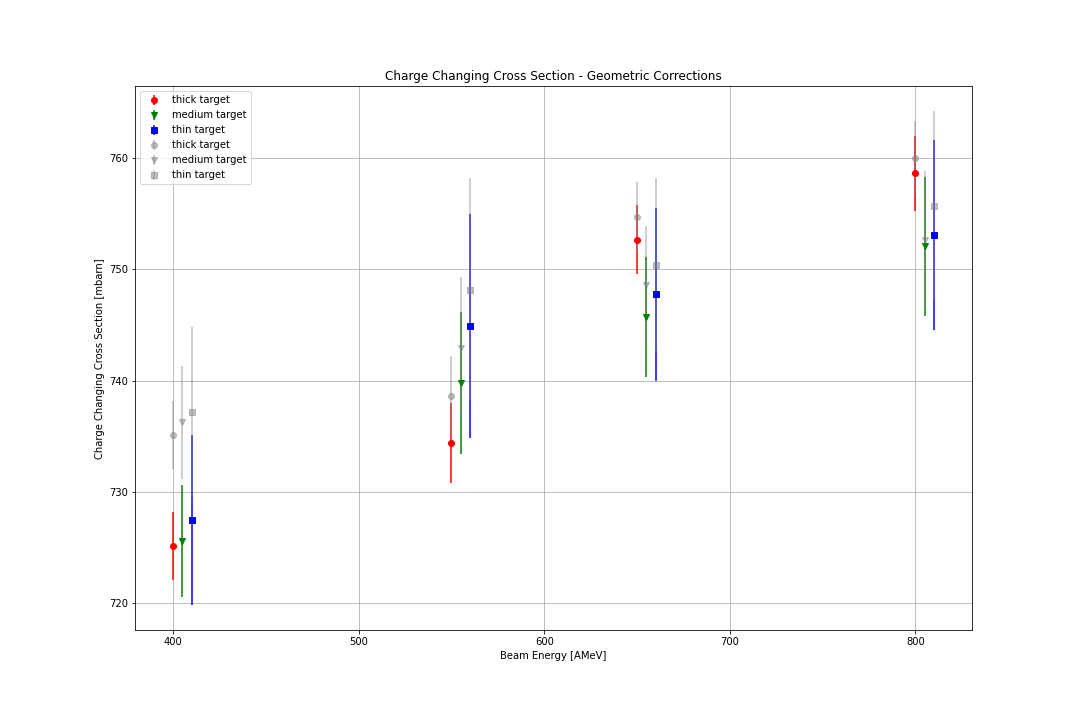 Charge Changing Cross Section - Geometric Corrections
thick target
medium target
thin target
thick target
medium target
thin target
Charge Changing Cross Section [mbarn]
760
750
740
730
720
400
500
600
700
800
Beam Energy [AMeV]